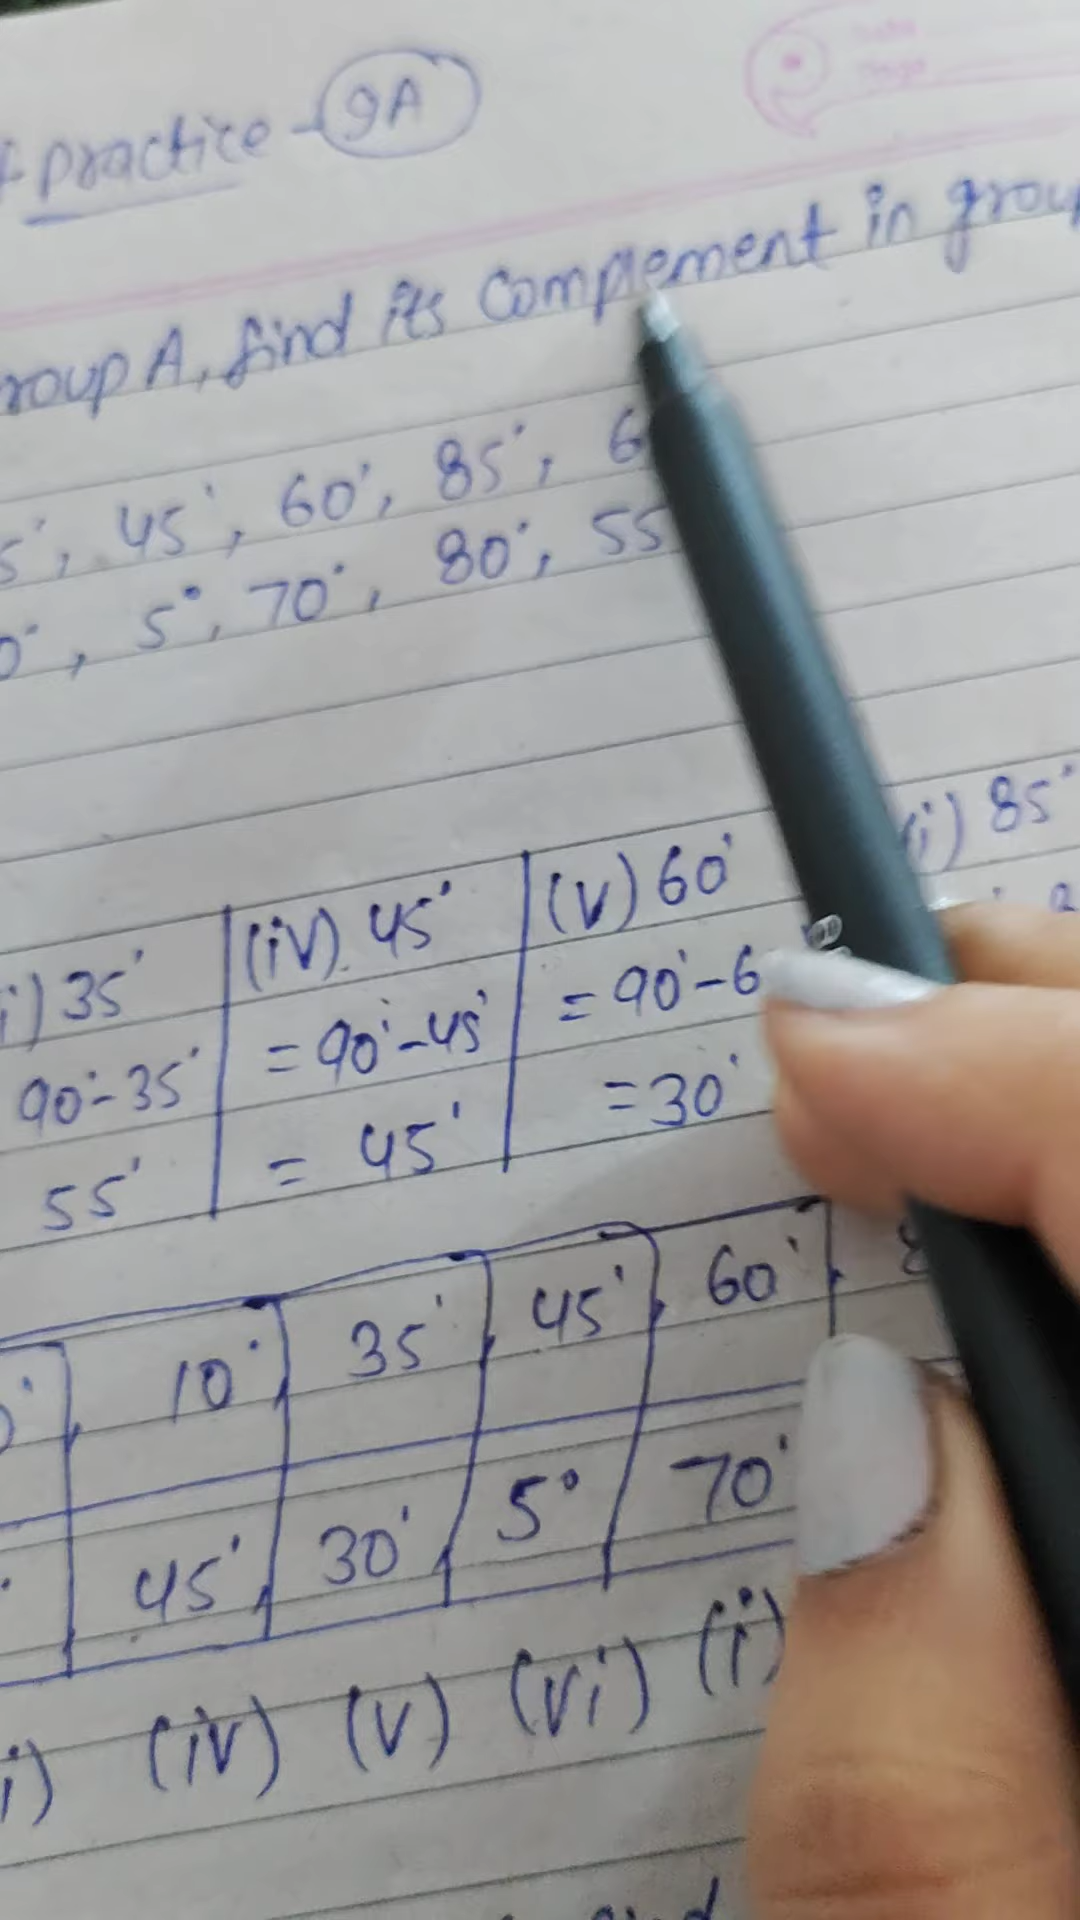 practice - 9A
roup A, find its complement in grou
5°, 45°, 60°, 85°, 6
0°, 5°, 70°, 80°, 55
i) 35°
90°-35°
55°
(iv) 45°
= 90°-45°
= 45°
(v) 60°
= 90°-6
= 30°
i) 85°
10° 35° 45° 60°
45° 30° 5° 70°
i) (iv) (v) (vi) (i)